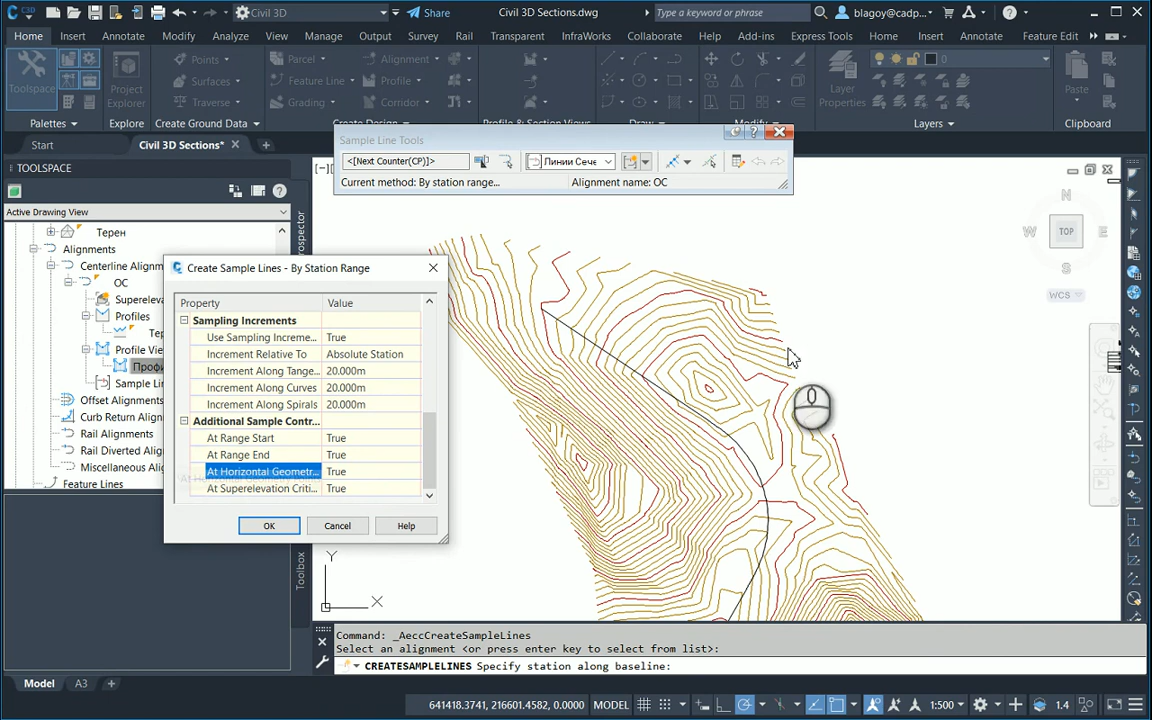 C 3D
Civil 3D
Share
Civil 3D Sections.dwg
Type a keyword or phrase
blagoy@cadp...
Home Insert Annotate Modify Analyze View Manage Output Survey Rail Transparent InfraWorks Collaborate Help Add-ins Express Tools Home Insert Annotate Feature Edit
Toolspace
Project Explorer
Points
Surfaces
Traverse
Parcel
Feature Line
Grading
Alignment
Profile
Corridor
Layer Properties
0
Paste
Palettes Explore Create Ground Data Create Design Profile & Section Views Draw Modify Layers Clipboard
Start Civil 3D Sections*
Sample Line Tools
<[Next Counter(CP)]>
Линии Сече
Current method: By station range... Alignment name: ОС
TOOLSPACE
Active Drawing View
Терен
Alignments
Centerline Alignm
ОС
Supereleva
Profiles
Те
Profile Vie
Профи
Sample Lin
Offset Alignments
Curb Return Align
Rail Alignments
Rail Diverted Alig
Miscellaneous Alig
Feature Lines
Prospector
Toolbox
Create Sample Lines - By Station Range
Property Value
Sampling Increments
Use Sampling Increme... True
Increment Relative To Absolute Station
Increment Along Tange... 20.000m
Increment Along Curves 20.000m
Increment Along Spirals 20.000m
Additional Sample Contr...
At Range Start True
At Range End True
At Horizontal Geometr... True
At Superelevation Criti... True
OK Cancel Help
N
W TOP E
S
WCS
Y
X
Command: _AeccCreateSampleLines
Select an alignment <or press enter key to select from list>:
CREATESAMPLELINES Specify station along baseline:
Model A3
641418.3741, 216601.4582, 0.0000 MODEL 1:500 1.4